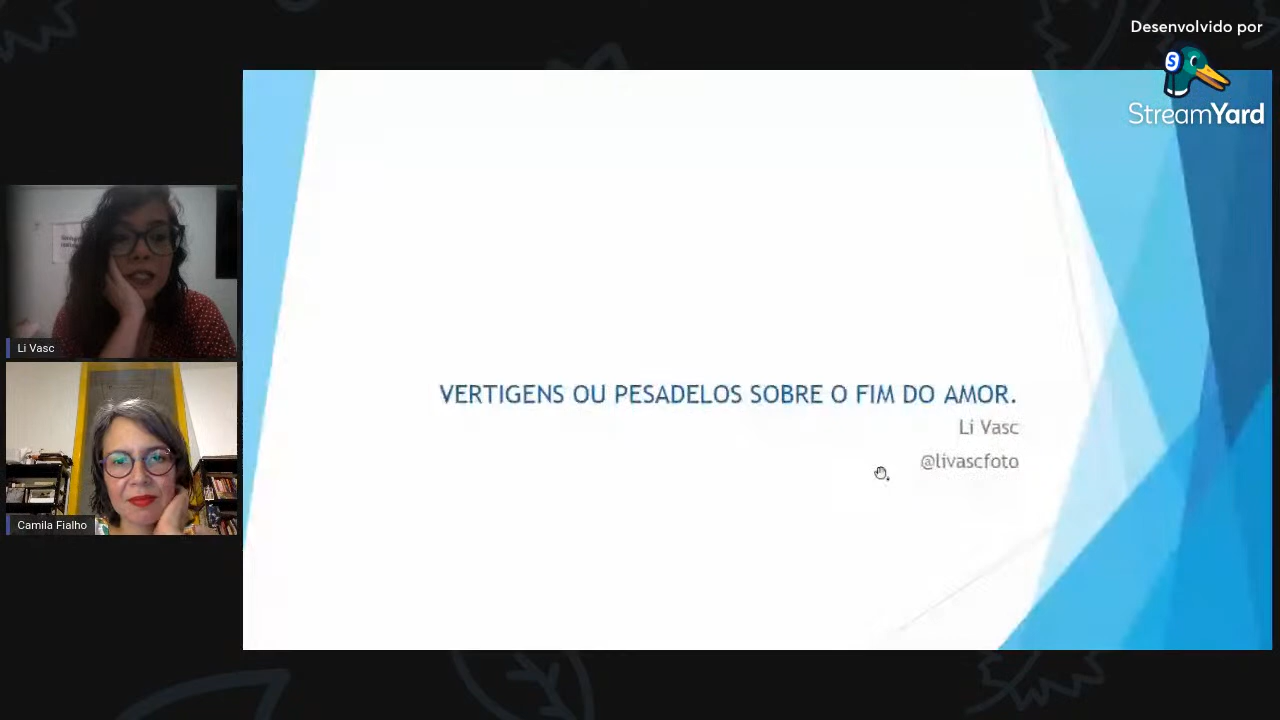 Desenvolvido por
StreamYard
VERTIGENS OU PESADELOS SOBRE O FIM DO AMOR.
Li Vasc
@livascfoto
Li Vasc
Camila Fialho